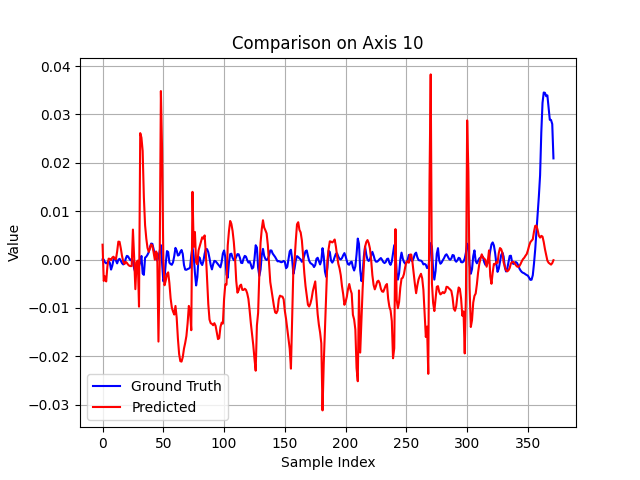 Comparison on Axis 10
0.04
0.03
0.02
0.01
0.00
−0.01
−0.02
−0.03
Value
Ground Truth
Predicted
0 50 100 150 200 250 300 350
Sample Index